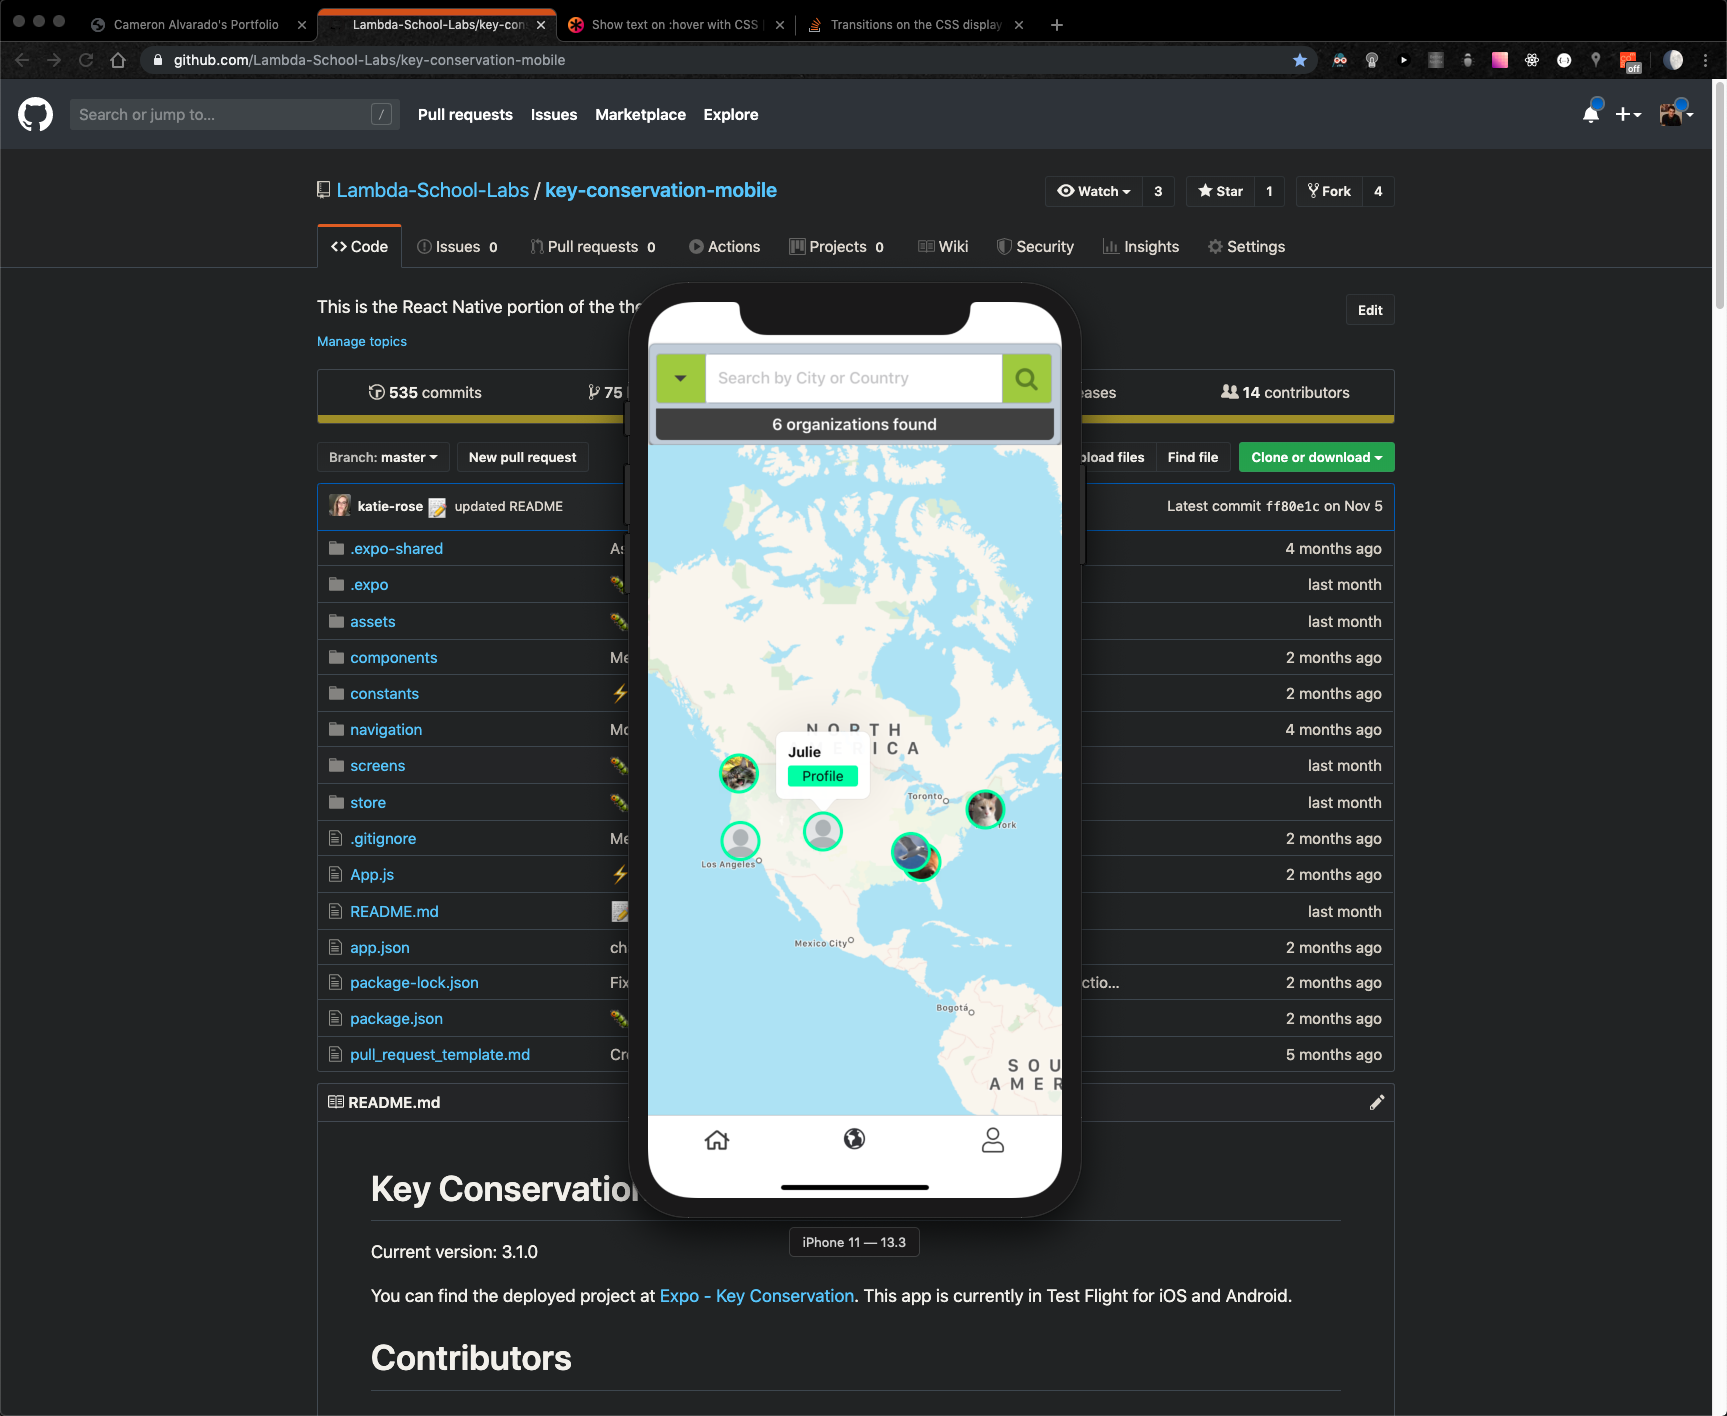 Cameron Alvarado's Portfolio
Lambda-School-Labs/key-con
Show text on :hover with CSS |
Transitions on the CSS display
github.com/Lambda-School-Labs/key-conservation-mobile
off
Search or jump to...
/
Pull requests
Issues
Marketplace
Explore
Lambda-School-Labs / key-conservation-mobile
Watch 3
Star 1
Fork 4
Code
Issues 0
Pull requests 0
Actions
Projects 0
Wiki
Security
Insights
Settings
This is the React Native portion of the the
Edit
Manage topics
535 commits
75
eases
14 contributors
Branch: master
New pull request
pload files
Find file
Clone or download
katie-rose updated README
Latest commit ff80e1c on Nov 5
.expo-shared As 4 months ago
.expo last month
assets last month
components Me 2 months ago
constants 2 months ago
navigation Mo 4 months ago
screens last month
store last month
.gitignore Me 2 months ago
App.js 2 months ago
README.md last month
app.json ch 2 months ago
package-lock.json Fix ctio... 2 months ago
package.json 2 months ago
pull_request_template.md Cre 5 months ago
README.md
Key Conservation
Current version: 3.1.0
You can find the deployed project at Expo - Key Conservation. This app is currently in Test Flight for iOS and Android.
Contributors
Search by City or Country
6 organizations found
NORTH
ERICA
Julie
Profile
Toronto
York
Los Angeles
Mexico City
Bogotá
SOU
AMER
iPhone 11 — 13.3